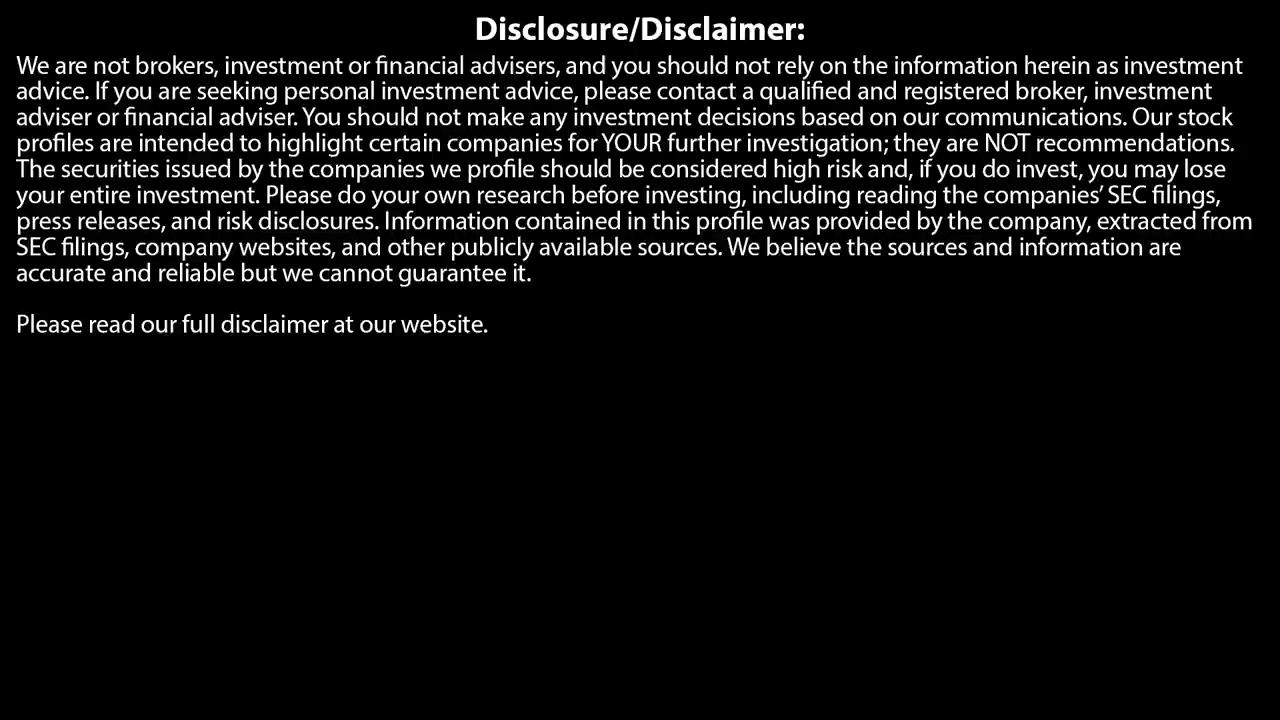 Disclosure/Disclaimer:
We are not brokers, investment or financial advisers, and you should not rely on the information herein as investment
advice. If you are seeking personal investment advice, please contact a qualified and registered broker, investment
adviser or financial adviser. You should not make any investment decisions based on our communications. Our stock
profiles are intended to highlight certain companies for YOUR further investigation; they are NOT recommendations.
The securities issued by the companies we profile should be considered high risk and, if you do invest, you may lose
your entire investment. Please do your own research before investing, including reading the companies’ SEC filings,
press releases, and risk disclosures. Information contained in this profile was provided by the company, extracted from
SEC filings, company websites, and other publicly available sources. We believe the sources and information are
accurate and reliable but we cannot guarantee it.
Please read our full disclaimer at our website.